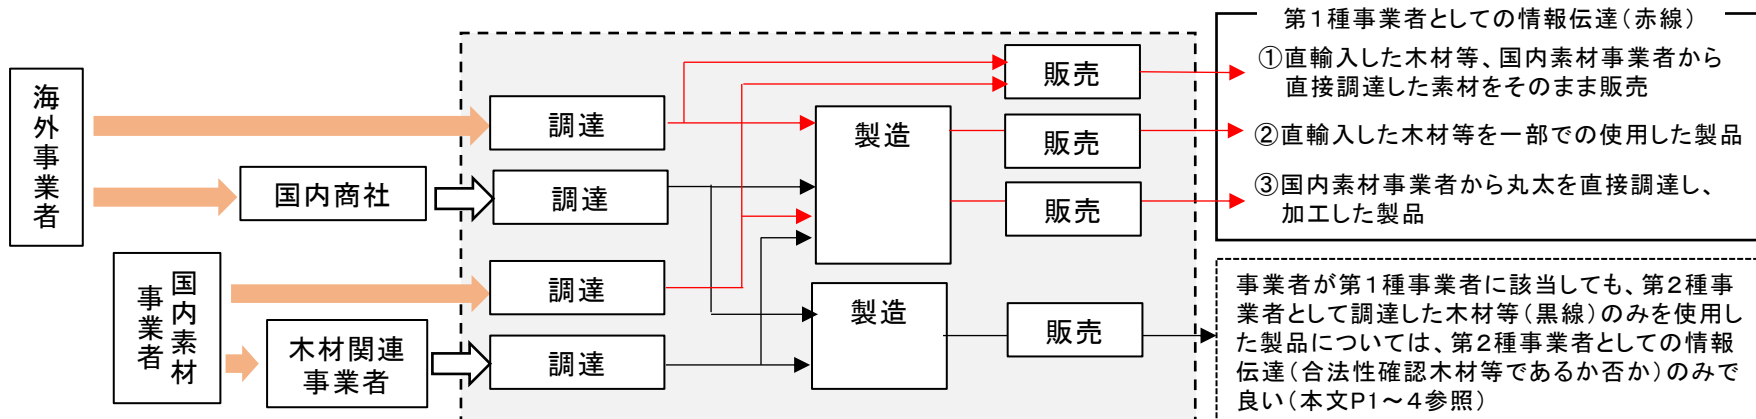 海外事業者
国内商社
国内素材
事業者
木材関連
事業者
調達
調達
調達
調達
製造
製造
販売
販売
販売
販売
第1種事業者としての情報伝達(赤線)
①直輸入した木材等、国内素材事業者から
直接調達した素材をそのまま販売
②直輸入した木材等を一部での使用した製品
③国内素材事業者から丸太を直接調達し、
加工した製品
事業者が第1種事業者に該当しても、第2種事
業者として調達した木材等(黒線)のみを使用し
た製品については、第2種事業者としての情報
伝達(合法性確認木材等であるか否か)のみで
良い(本文P1～4参照)